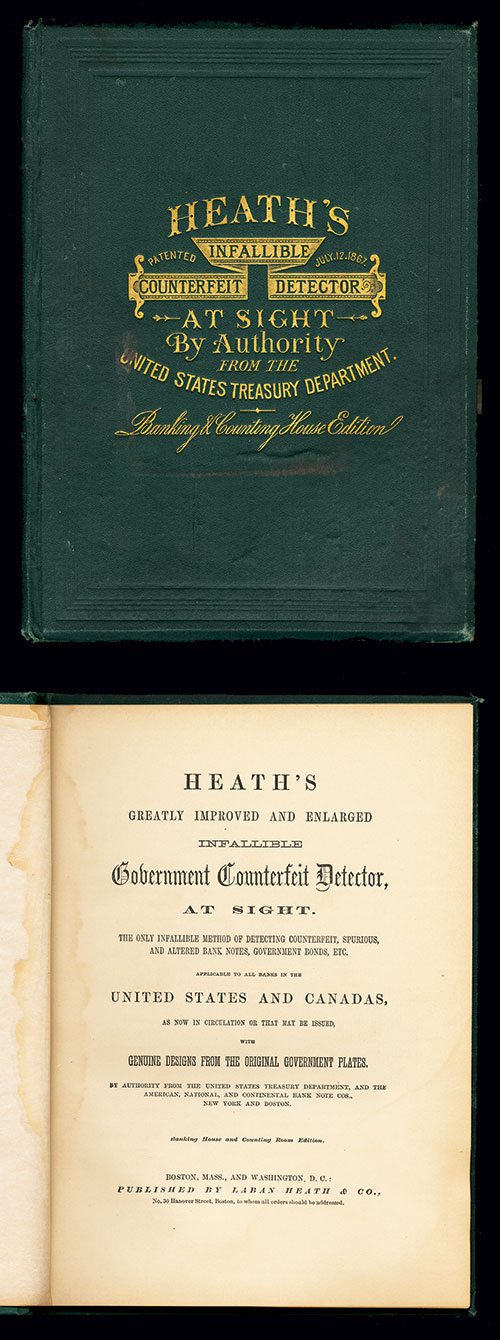 HEATH'S
INFALLIBLE
PATENTED JULY.12.1867.
COUNTERFEIT DETECTOR
AT SIGHT
By Authority
FROM THE
UNITED STATES TREASURY DEPARTMENT.
Banking & Counting House Edition
HEATH'S
GREATLY IMPROVED AND ENLARGED
INFALLIBLE
Government Counterfeit Detector,
AT SIGHT.
THE ONLY INFALLIBLE METHOD OF DETECTING COUNTERFEIT, SPURIOUS,
AND ALTERED BANK NOTES, GOVERNMENT BONDS, ETC.
APPLICABLE TO ALL BANKS IN THE
UNITED STATES AND CANADAS,
AS NOW IN CIRCULATION OR THAT MAY BE ISSUED,
WITH
GENUINE DESIGNS FROM THE ORIGINAL GOVERNMENT PLATES.
BY AUTHORITY FROM THE UNITED STATES TREASURY DEPARTMENT, AND THE
AMERICAN, NATIONAL, AND CONTINENTAL BANK NOTE COS.,
NEW YORK AND BOSTON.
Banking House and Counting Room Edition.
BOSTON, MASS., AND WASHINGTON, D. C.:
PUBLISHED BY LABAN HEATH & CO.,
No. 30 Hanover Street, Boston, to whom all orders should be addressed.